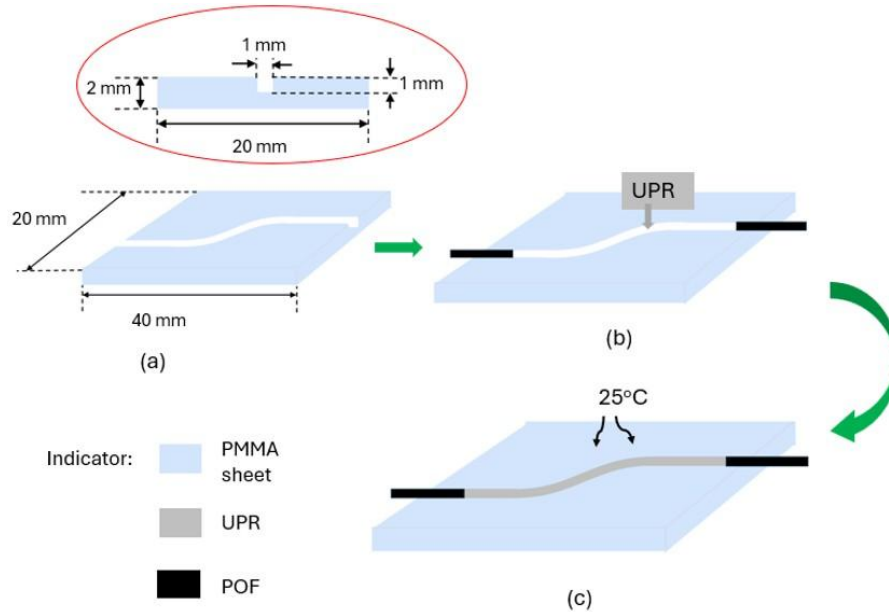 1 mm
2 mm
1 mm
20 mm
20 mm
40 mm
(a)
UPR
(b)
25°C
Indicator:
PMMA
sheet
UPR
POF
(c)